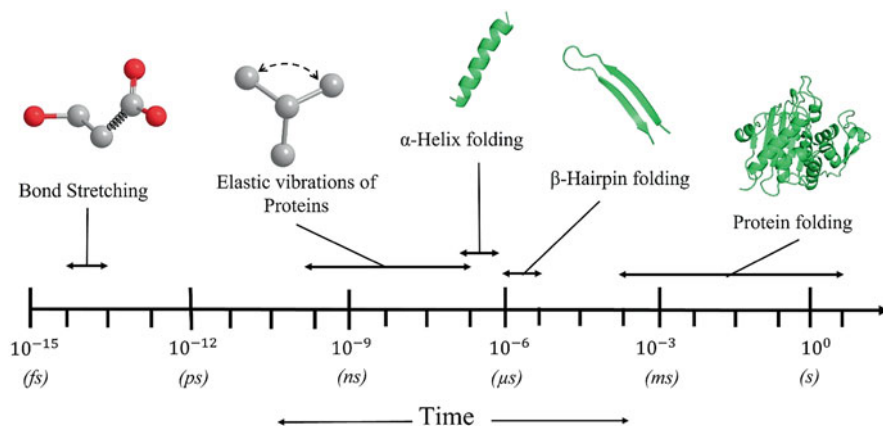 α-Helix folding
Bond Stretching
Elastic vibrations of
Proteins
β-Hairpin folding
Protein folding
10⁻¹⁵ 10⁻¹² 10⁻⁹ 10⁻⁶ 10⁻³ 10⁰
(fs) (ps) (ns) (µs) (ms) (s)
Time